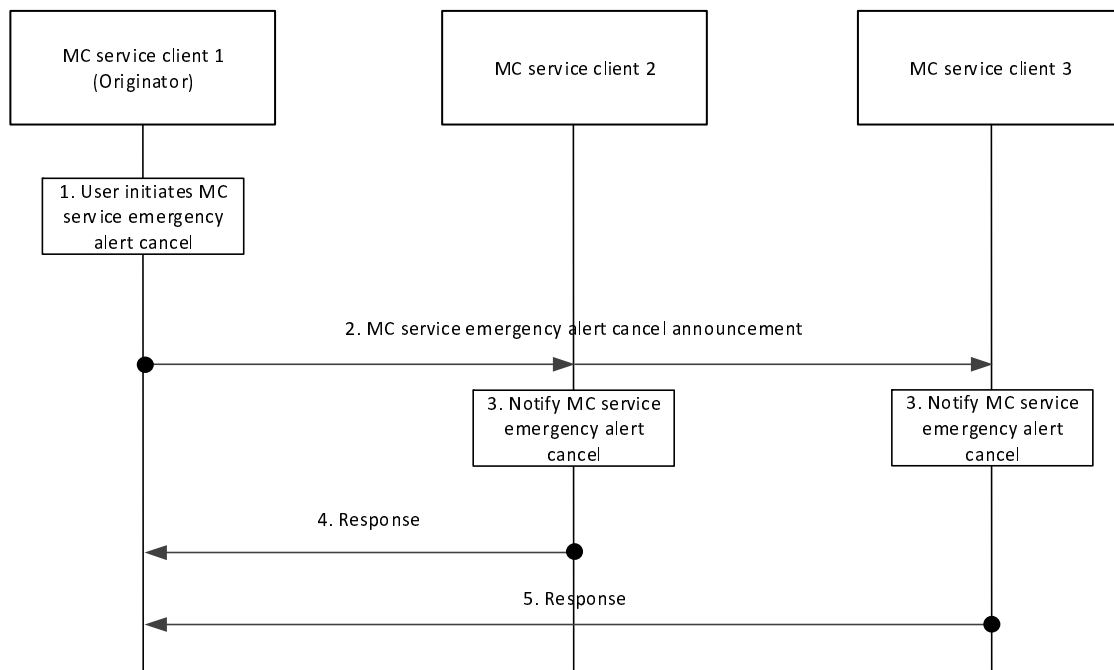 MC service client 1
(Originator)
MC service client 2
MC service client 3
1. User initiates MC
service emergency
alert cancel
2. MC service emergency alert cancel announcement
3. Notify MC service
emergency alert
cancel
3. Notify MC service
emergency alert
cancel
4. Response
5. Response